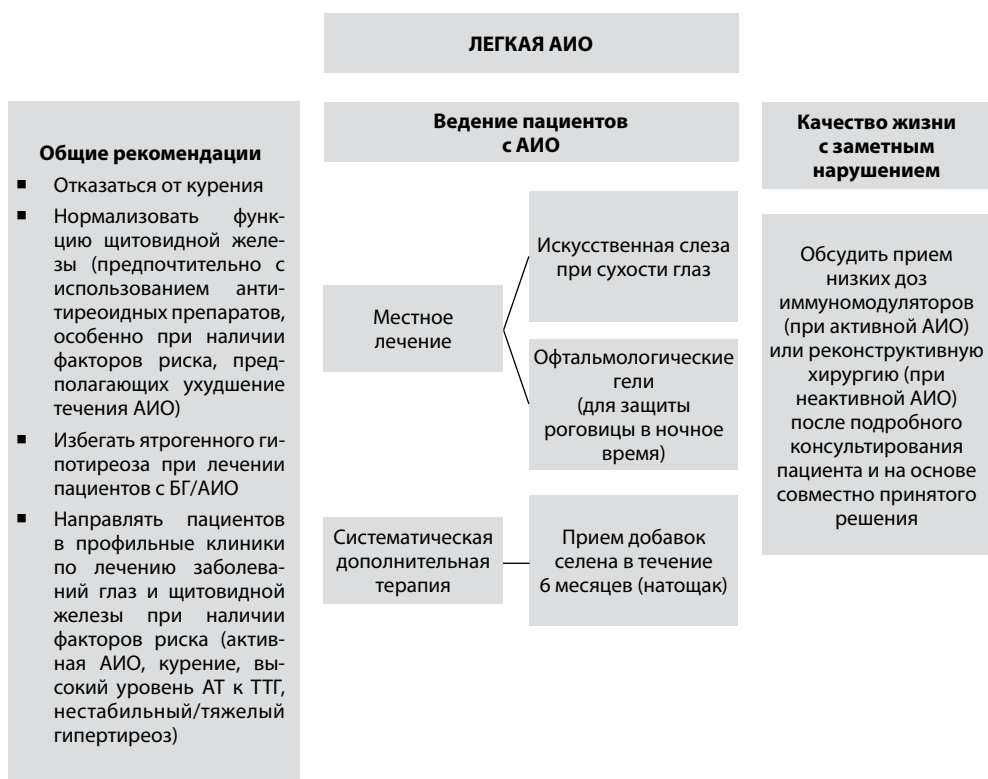 ЛЕГКАЯ АИО
Общие рекомендации
■ Отказаться от курения
■ Нормализовать функ-
цию щитовидной желе-
зы (предпочтительно с
использованием анти-
тиреоидных препаратов,
особенно при наличии
факторов риска, пред-
полагающих ухудшение
течения АИО)
■ Избегать ятрогенного ги-
потиреоза при лечении
пациентов с БГ/АИО
■ Направлять пациентов
в профильные клиники
по лечению заболева-
ний глаз и щитовидной
железы при наличии
факторов риска (актив-
ная АИО, курение, вы-
сокий уровень АТ к ТТГ,
нестабильный/тяжелый
гипертиреоз)
Ведение пациентов
с АИО
Местное
лечение
Искусственная слеза
при сухости глаз
Офтальмологические
гели
(для защиты
роговицы в ночное
время)
Систематическая
дополнительная
терапия
Прием добавок
селена в течение
6 месяцев (натощак)
Качество жизни
с заметным
нарушением
Обсудить прием
низких доз
иммуномодуляторов
(при активной АИО)
или реконструктивную
хирургию (при
неактивной АИО)
после подробного
консультирования
пациента и на основе
совместно принятого
решения